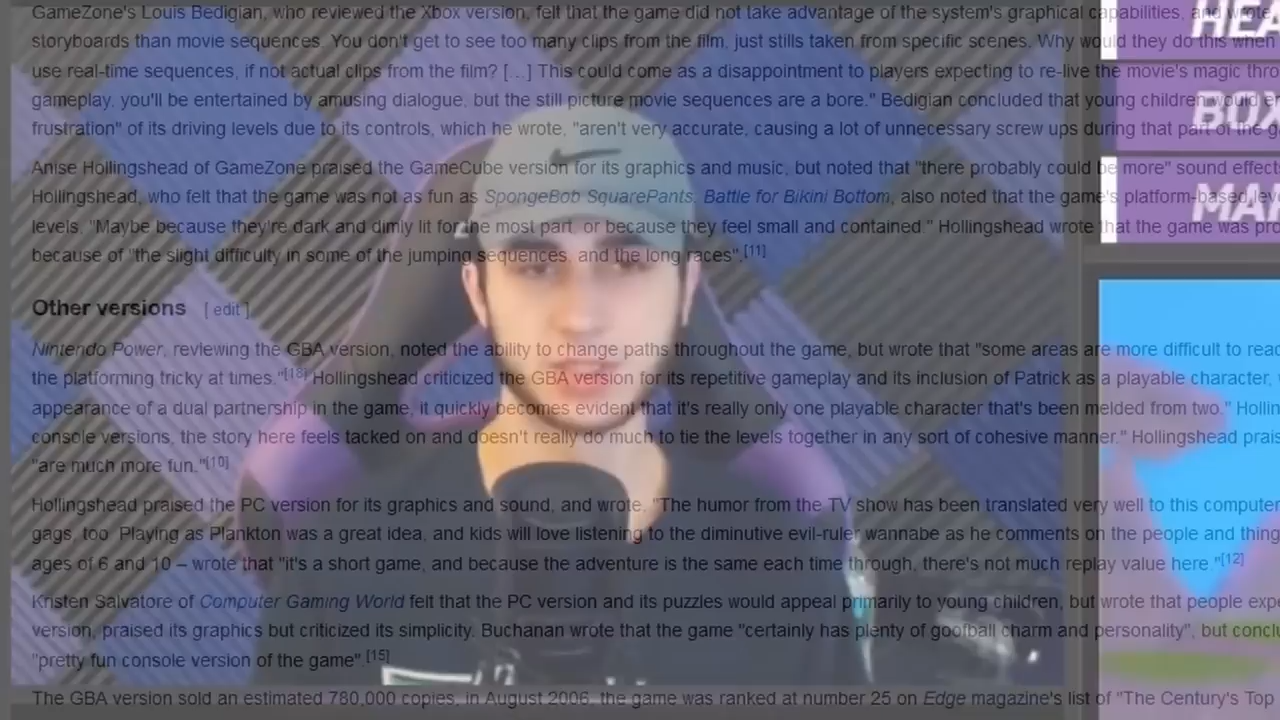 GameZone's Louis Bedigian, who reviewed the Xbox version, felt that the game did not take advantage of the system's graphical capabilities, and wrote,
storyboards than movie sequences. You don't get to see too many clips from the film, just stills taken from specific scenes. Why would they do this when
use real-time sequences, if not actual clips from the film? [...] This could come as a disappointment to players expecting to re-live the movie's magic
gameplay, you'll be entertained by amusing dialogue, but the still picture movie sequences are a bore." Bedigian concluded that young children would
frustration" of its driving levels due to its controls, which he wrote, "aren't very accurate, causing a lot of unnecessary screw ups during that part of the
Anise Hollingshead of GameZone praised the GameCube version for its graphics and music, but noted that "there probably could be more" sound effects
Hollingshead, who felt that the game was not as fun as SpongeBob SquarePants: Battle for Bikini Bottom, also noted that the game's platform-based
levels. "Maybe because they're dark and dimly lit for the most part, or because they feel small and contained." Hollingshead wrote that the game was
because of "the slight difficulty in some of the jumping sequences, and the long races".[11]
Other versions [ edit ]
Nintendo Power, reviewing the GBA version, noted the ability to change paths throughout the game, but wrote that "some areas are more difficult to
the platforming tricky at times."[18] Hollingshead criticized the GBA version for its repetitive gameplay and its inclusion of Patrick as a playable character,
appearance of a dual partnership in the game, it quickly becomes evident that it's really only one playable character that's been melded from two."
console versions, the story here feels tacked on and doesn't really do much to tie the levels together in any sort of cohesive manner." Hollingshead
"are much more fun."[10]
Hollingshead praised the PC version for its graphics and sound, and wrote, "The humor from the TV show has been translated very well to this computer
gags, too. Playing as Plankton was a great idea, and kids will love listening to the diminutive evil-ruler wannabe as he comments on the people and
ages of 6 and 10 – wrote that "it's a short game, and because the adventure is the same each time through, there's not much replay value here."[12]
Kristen Salvatore of Computer Gaming World felt that the PC version and its puzzles would appeal primarily to young children, but wrote that people
version, praised its graphics but criticized its simplicity. Buchanan wrote that the game "certainly has plenty of goofball charm and personality", but
"pretty fun console version of the game".[15]
The GBA version sold an estimated 780,000 copies, in August 2006, the game was ranked at number 25 on Edge magazine's list of "The Century's Top
HEA
BOX
MA